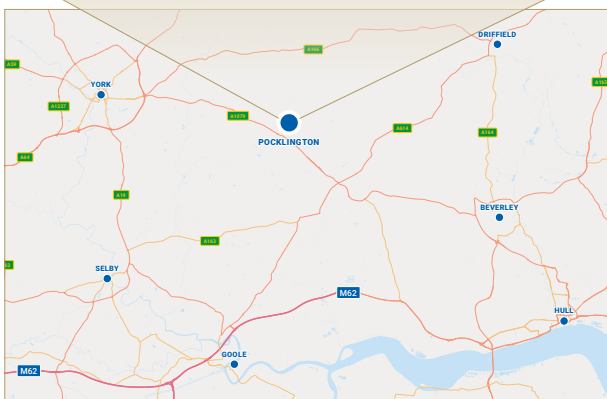 DRIFFIELD
A166
A59
YORK
A1237
A1079
A614
A164
POCKLINGTON
A64
A19
BEVERLEY
A163
SELBY
M62
HULL
GOOLE
M62